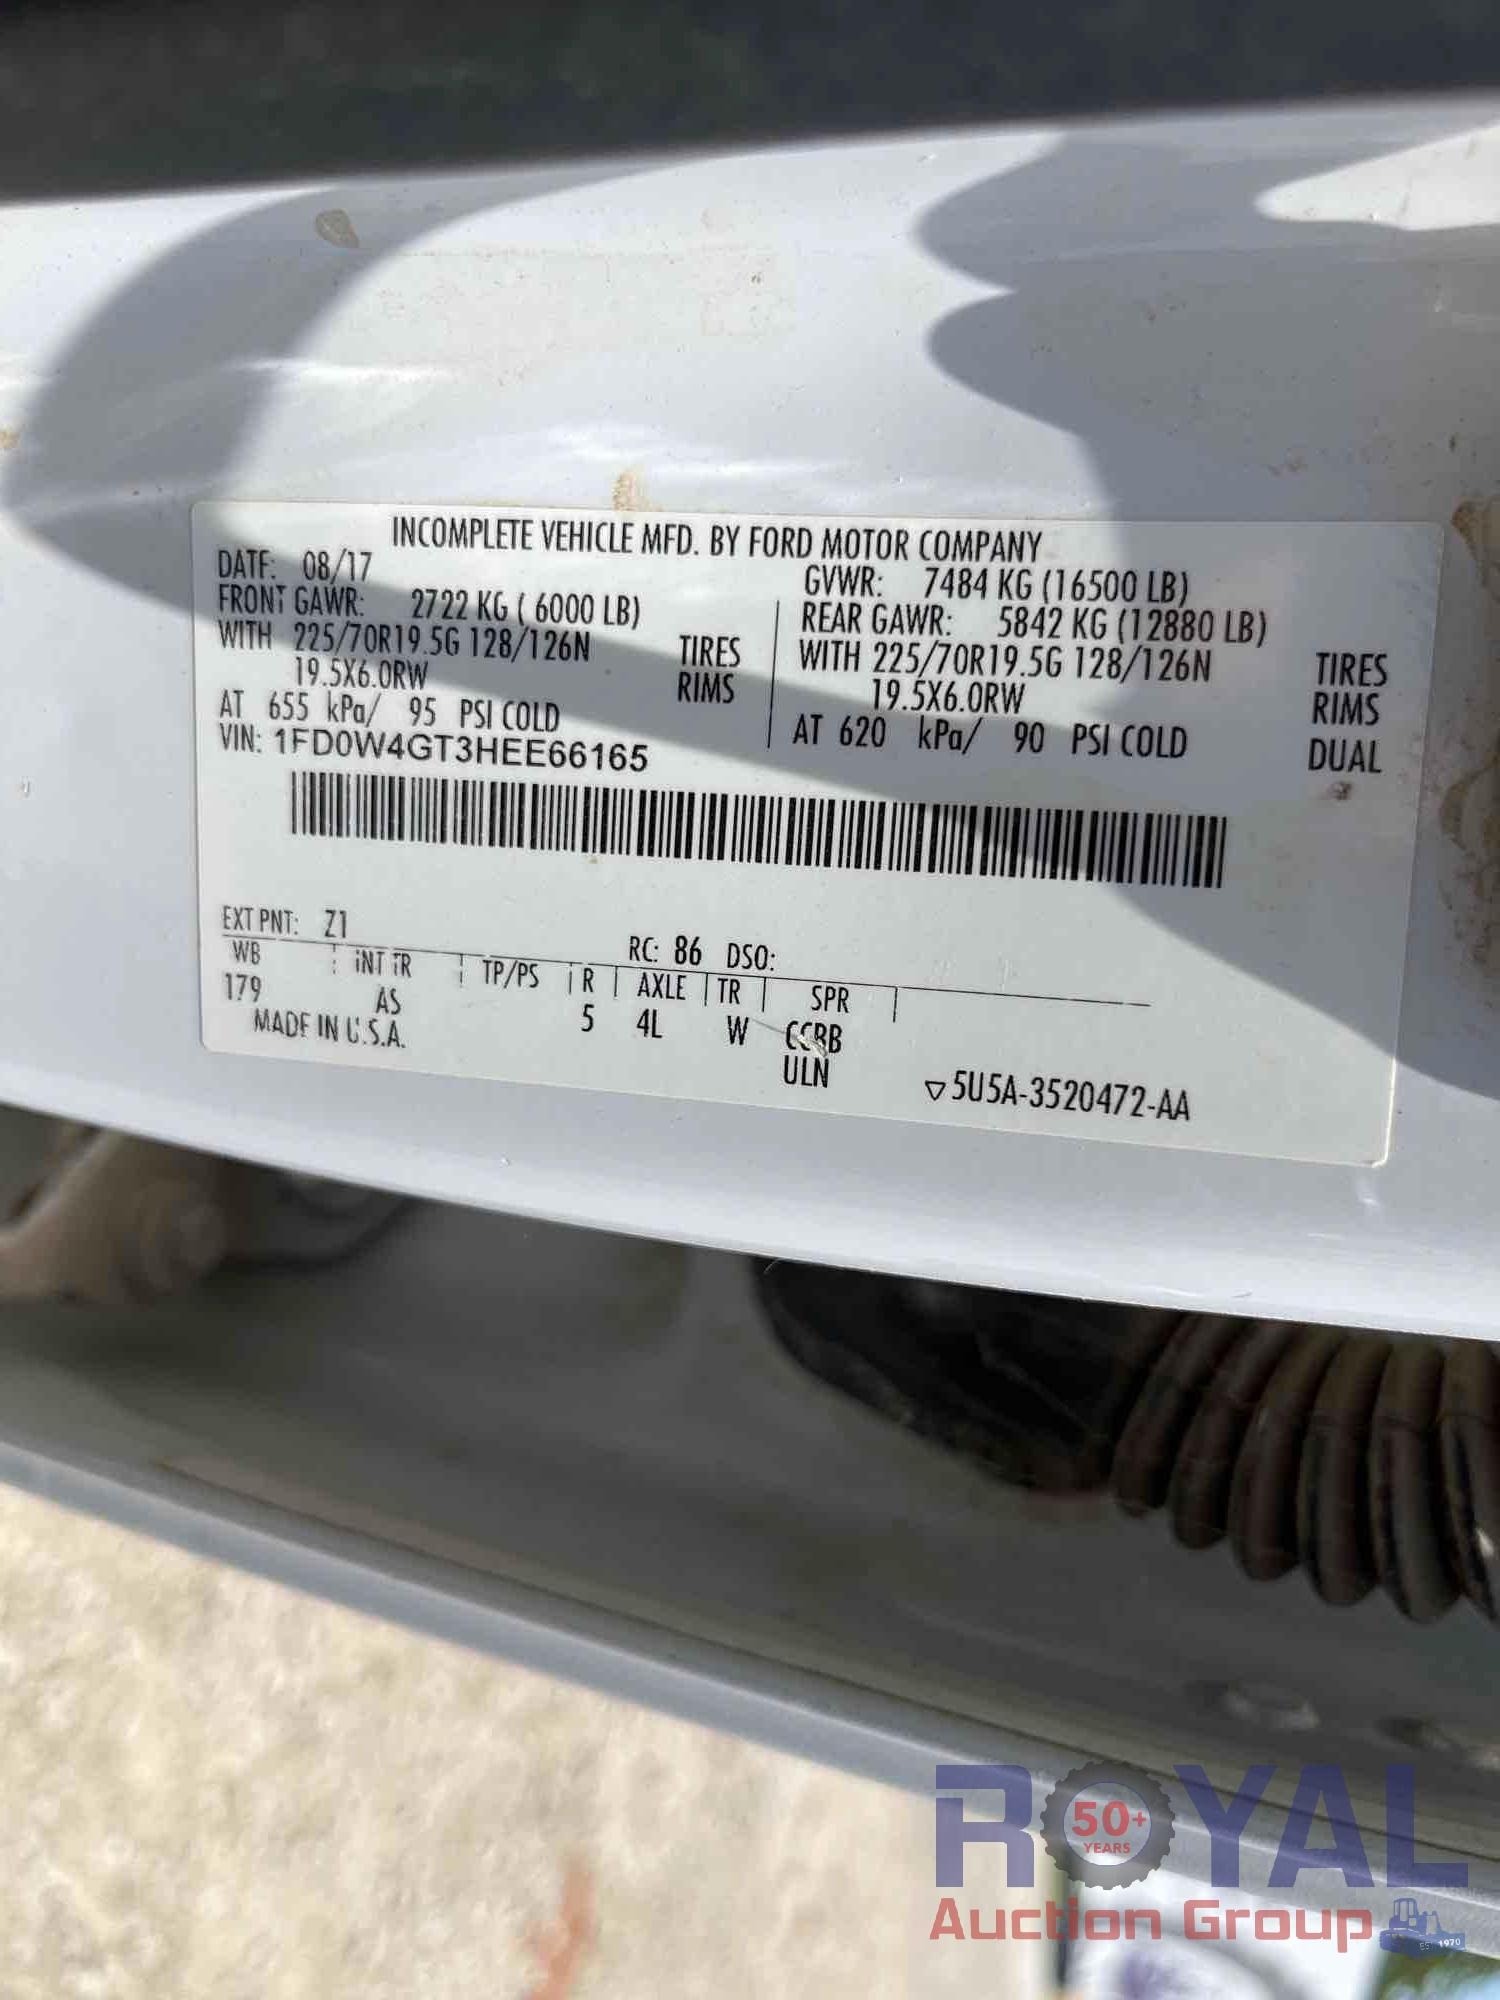 INCOMPLETE VEHICLE MFD. BY FORD MOTOR COMPANY
DATE: 08/17 GVWR: 7484 KG (16500 LB)
FRONT GAWR: 2722 KG ( 6000 LB) REAR GAWR: 5842 KG (12880 LB)
WITH 225/70R19.5G 128/126N TIRES WITH 225/70R19.5G 128/126N TIRES
19.5X6.0RW RIMS 19.5X6.0RW RIMS
AT 655 kPa/ 95 PSI COLD AT 620 kPa/ 90 PSI COLD DUAL
VIN: 1FD0W4GT3HEE66165
EXT PNT: Z1 RC: 86 DSO:
WB INT TR TP/PS R AXLE TR SPR
179 AS 5 4L W CCRB
MADE IN U.S.A. ULN
5U5A-3520472-AA
ROYAL
50+
YEARS
Auction Group
EST 1970